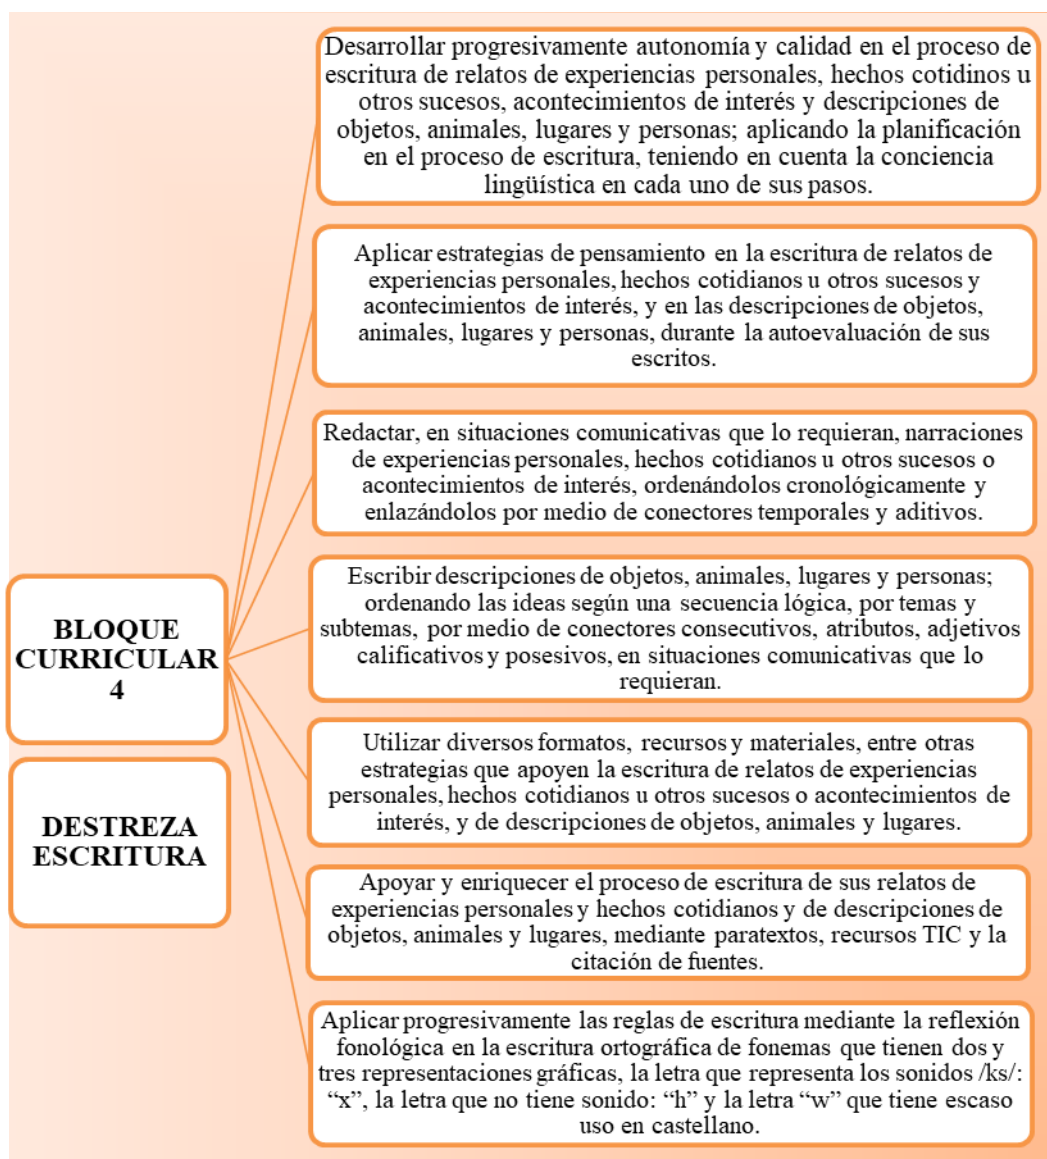 BLOQUE
CURRICULAR
4
DESTREZA
ESCRITURA
Desarrollar progresivamente autonomía y calidad en el proceso de
escritura de relatos de experiencias personales, hechos cotidinos u
otros sucesos, acontecimientos de interés y descripciones de
objetos, animales, lugares y personas; aplicando la planificación
en el proceso de escritura, teniendo en cuenta la conciencia
lingüística en cada uno de sus pasos.
Aplicar estrategias de pensamiento en la escritura de relatos de
experiencias personales, hechos cotidianos u otros sucesos y
acontecimientos de interés, y en las descripciones de objetos,
animales, lugares y personas, durante la autoevaluación de sus
escritos.
Redactar, en situaciones comunicativas que lo requieran, narraciones
de experiencias personales, hechos cotidianos u otros sucesos o
acontecimientos de interés, ordenándolos cronológicamente y
enlazándolos por medio de conectores temporales y aditivos.
Escribir descripciones de objetos, animales, lugares y personas;
ordenando las ideas según una secuencia lógica, por temas y
subtemas, por medio de conectores consecutivos, atributos, adjetivos
calificativos y posesivos, en situaciones comunicativas que lo
requieran.
Utilizar diversos formatos, recursos y materiales, entre otras
estrategias que apoyen la escritura de relatos de experiencias
personales, hechos cotidianos u otros sucesos o acontecimientos de
interés, y de descripciones de objetos, animales y lugares.
Apoyar y enriquecer el proceso de escritura de sus relatos de
experiencias personales y hechos cotidianos y de descripciones de
objetos, animales y lugares, mediante paratextos, recursos TIC y la
citación de fuentes.
Aplicar progresivamente las reglas de escritura mediante la reflexión
fonológica en la escritura ortográfica de fonemas que tienen dos y
tres representaciones gráficas, la letra que representa los sonidos /ks/:
“x”, la letra que no tiene sonido: “h” y la letra “w” que tiene escaso
uso en castellano.